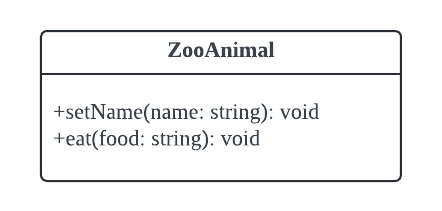 ZooAnimal
+setName(name: string): void
+eat(food: string): void